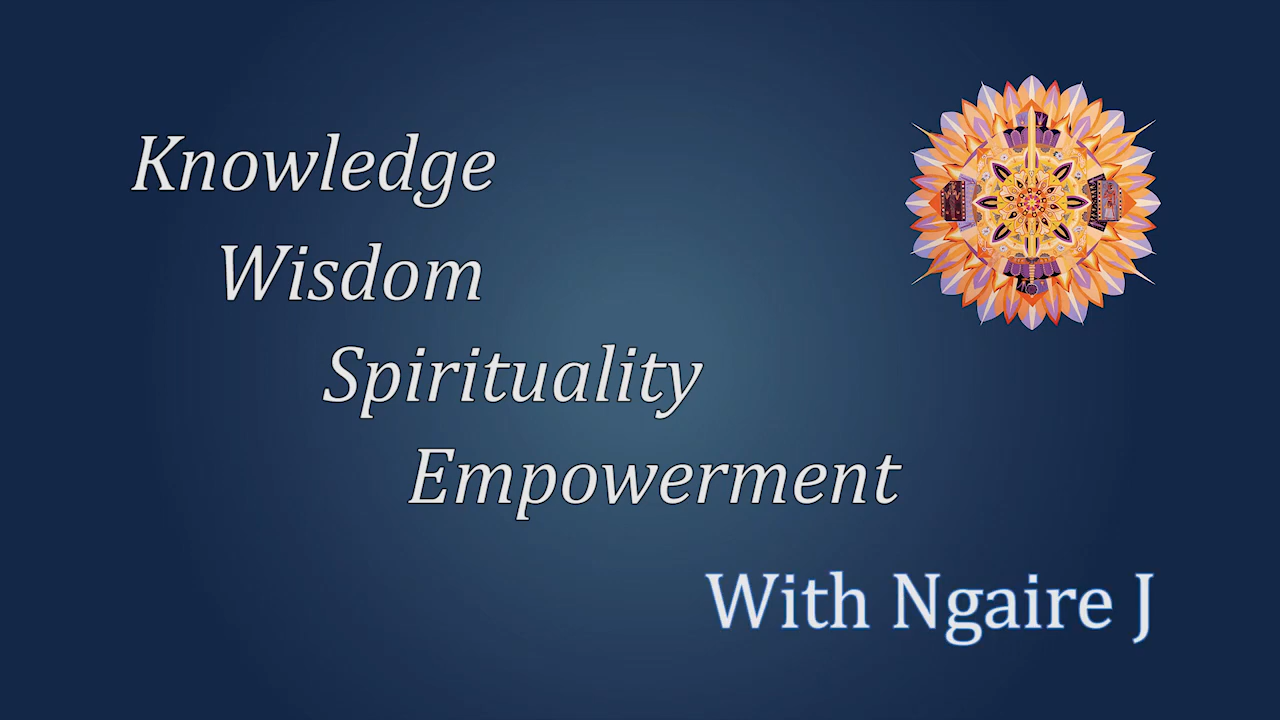 Knowledge
Wisdom
Spirituality
Empowerment
With Ngaire J